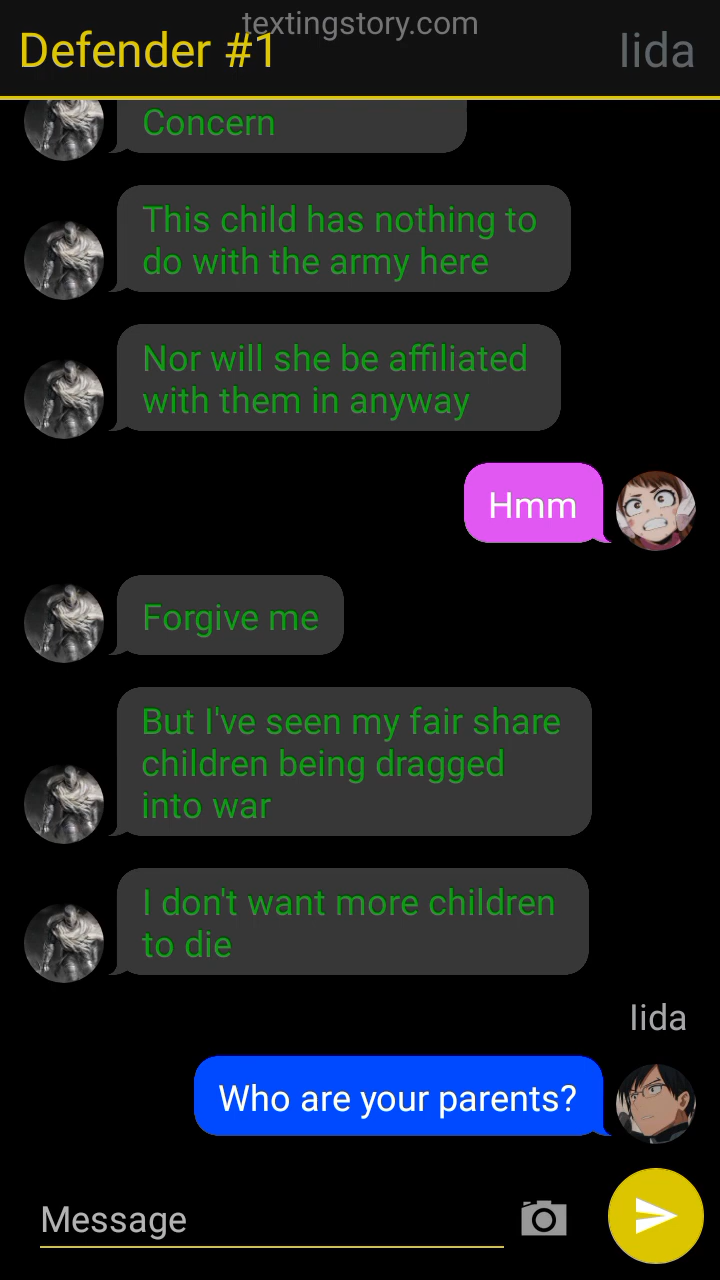 textingstory.com
Defender #1
Iida
Concern
This child has nothing to
do with the army here
Nor will she be affiliated
with them in anyway
Hmm
Forgive me
But I've seen my fair share
children being dragged
into war
I don't want more children
to die
Iida
Who are your parents?
Message